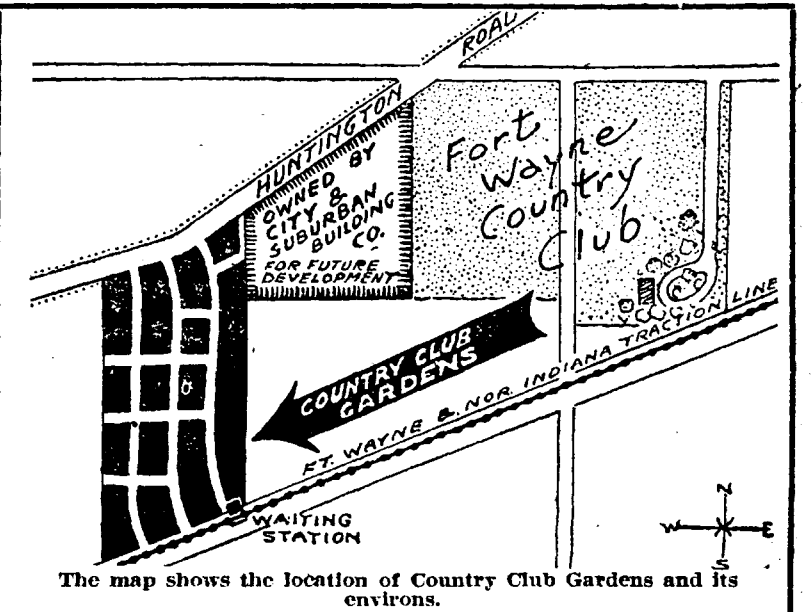 ROAD
HUNTINGTON
OWNED BY
CITY &
SUBURBAN
BUILDING
CO.
FOR FUTURE
DEVELOPMENT
Fort
Wayne
Country
Club
COUNTRY CLUB
GARDENS
FT. WAYNE & NOR. INDIANA TRACTION LINE
WAITING
STATION
N
W E
S
The map shows the location of Country Club Gardens and its
environs.